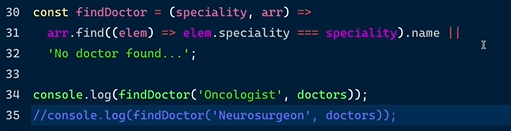 30 const findDoctor = (speciality, arr) =>
31 arr.find((elem) => elem.speciality === speciality).name ||
32 'No doctor found...';
33
34 console.log(findDoctor('Oncologist', doctors));
35 //console.log(findDoctor('Neurosurgeon', doctors));